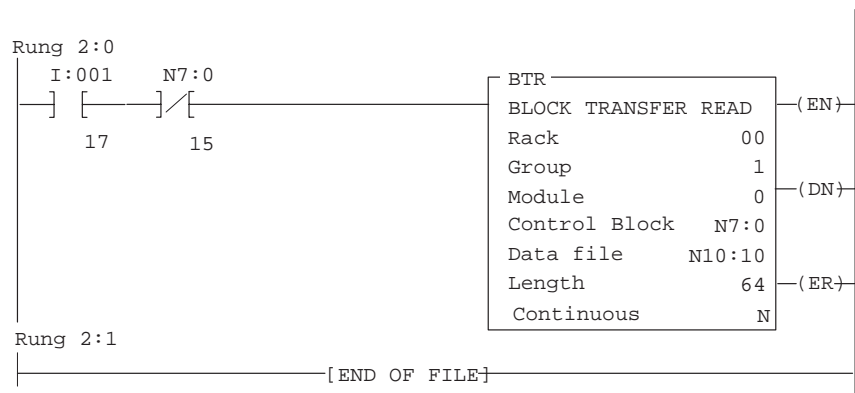 Rung 2:0
I:001 N7:0
17 15
BTR
BLOCK TRANSFER READ
Rack 00
Group 1
Module 0
Control Block N7:0
Data file N10:10
Length 64
Continuous N
(EN)
(DN)
(ER)
Rung 2:1
[END OF FILE]